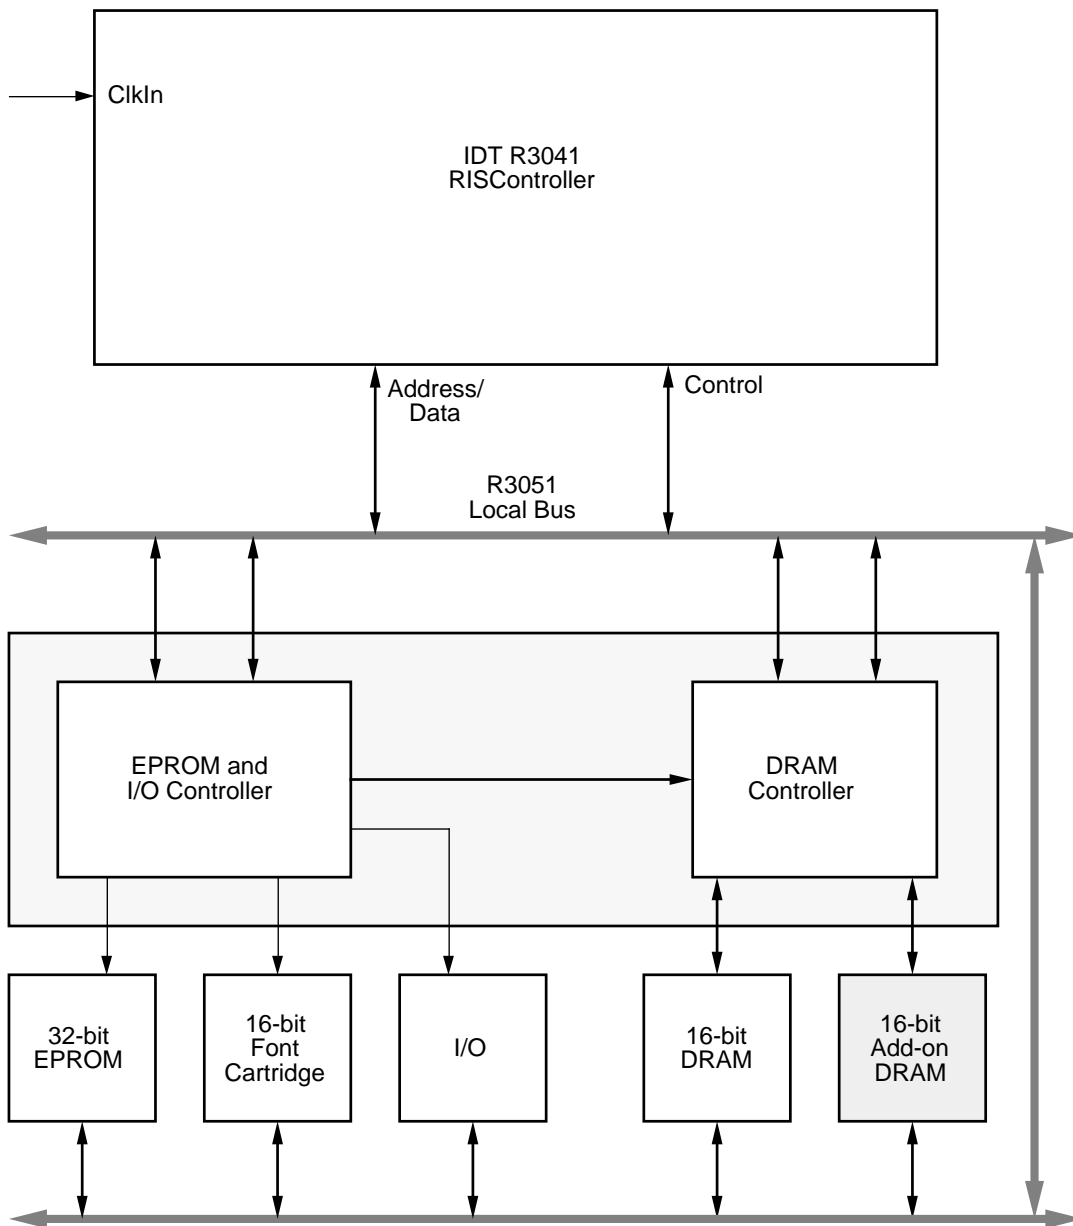 ClkIn
IDT R3041
RISController
Address/
Data
Control
R3051
Local Bus
EPROM and
I/O Controller
DRAM
Controller
32-bit
EPROM
16-bit
Font
Cartridge
I/O
16-bit
DRAM
16-bit
Add-on
DRAM